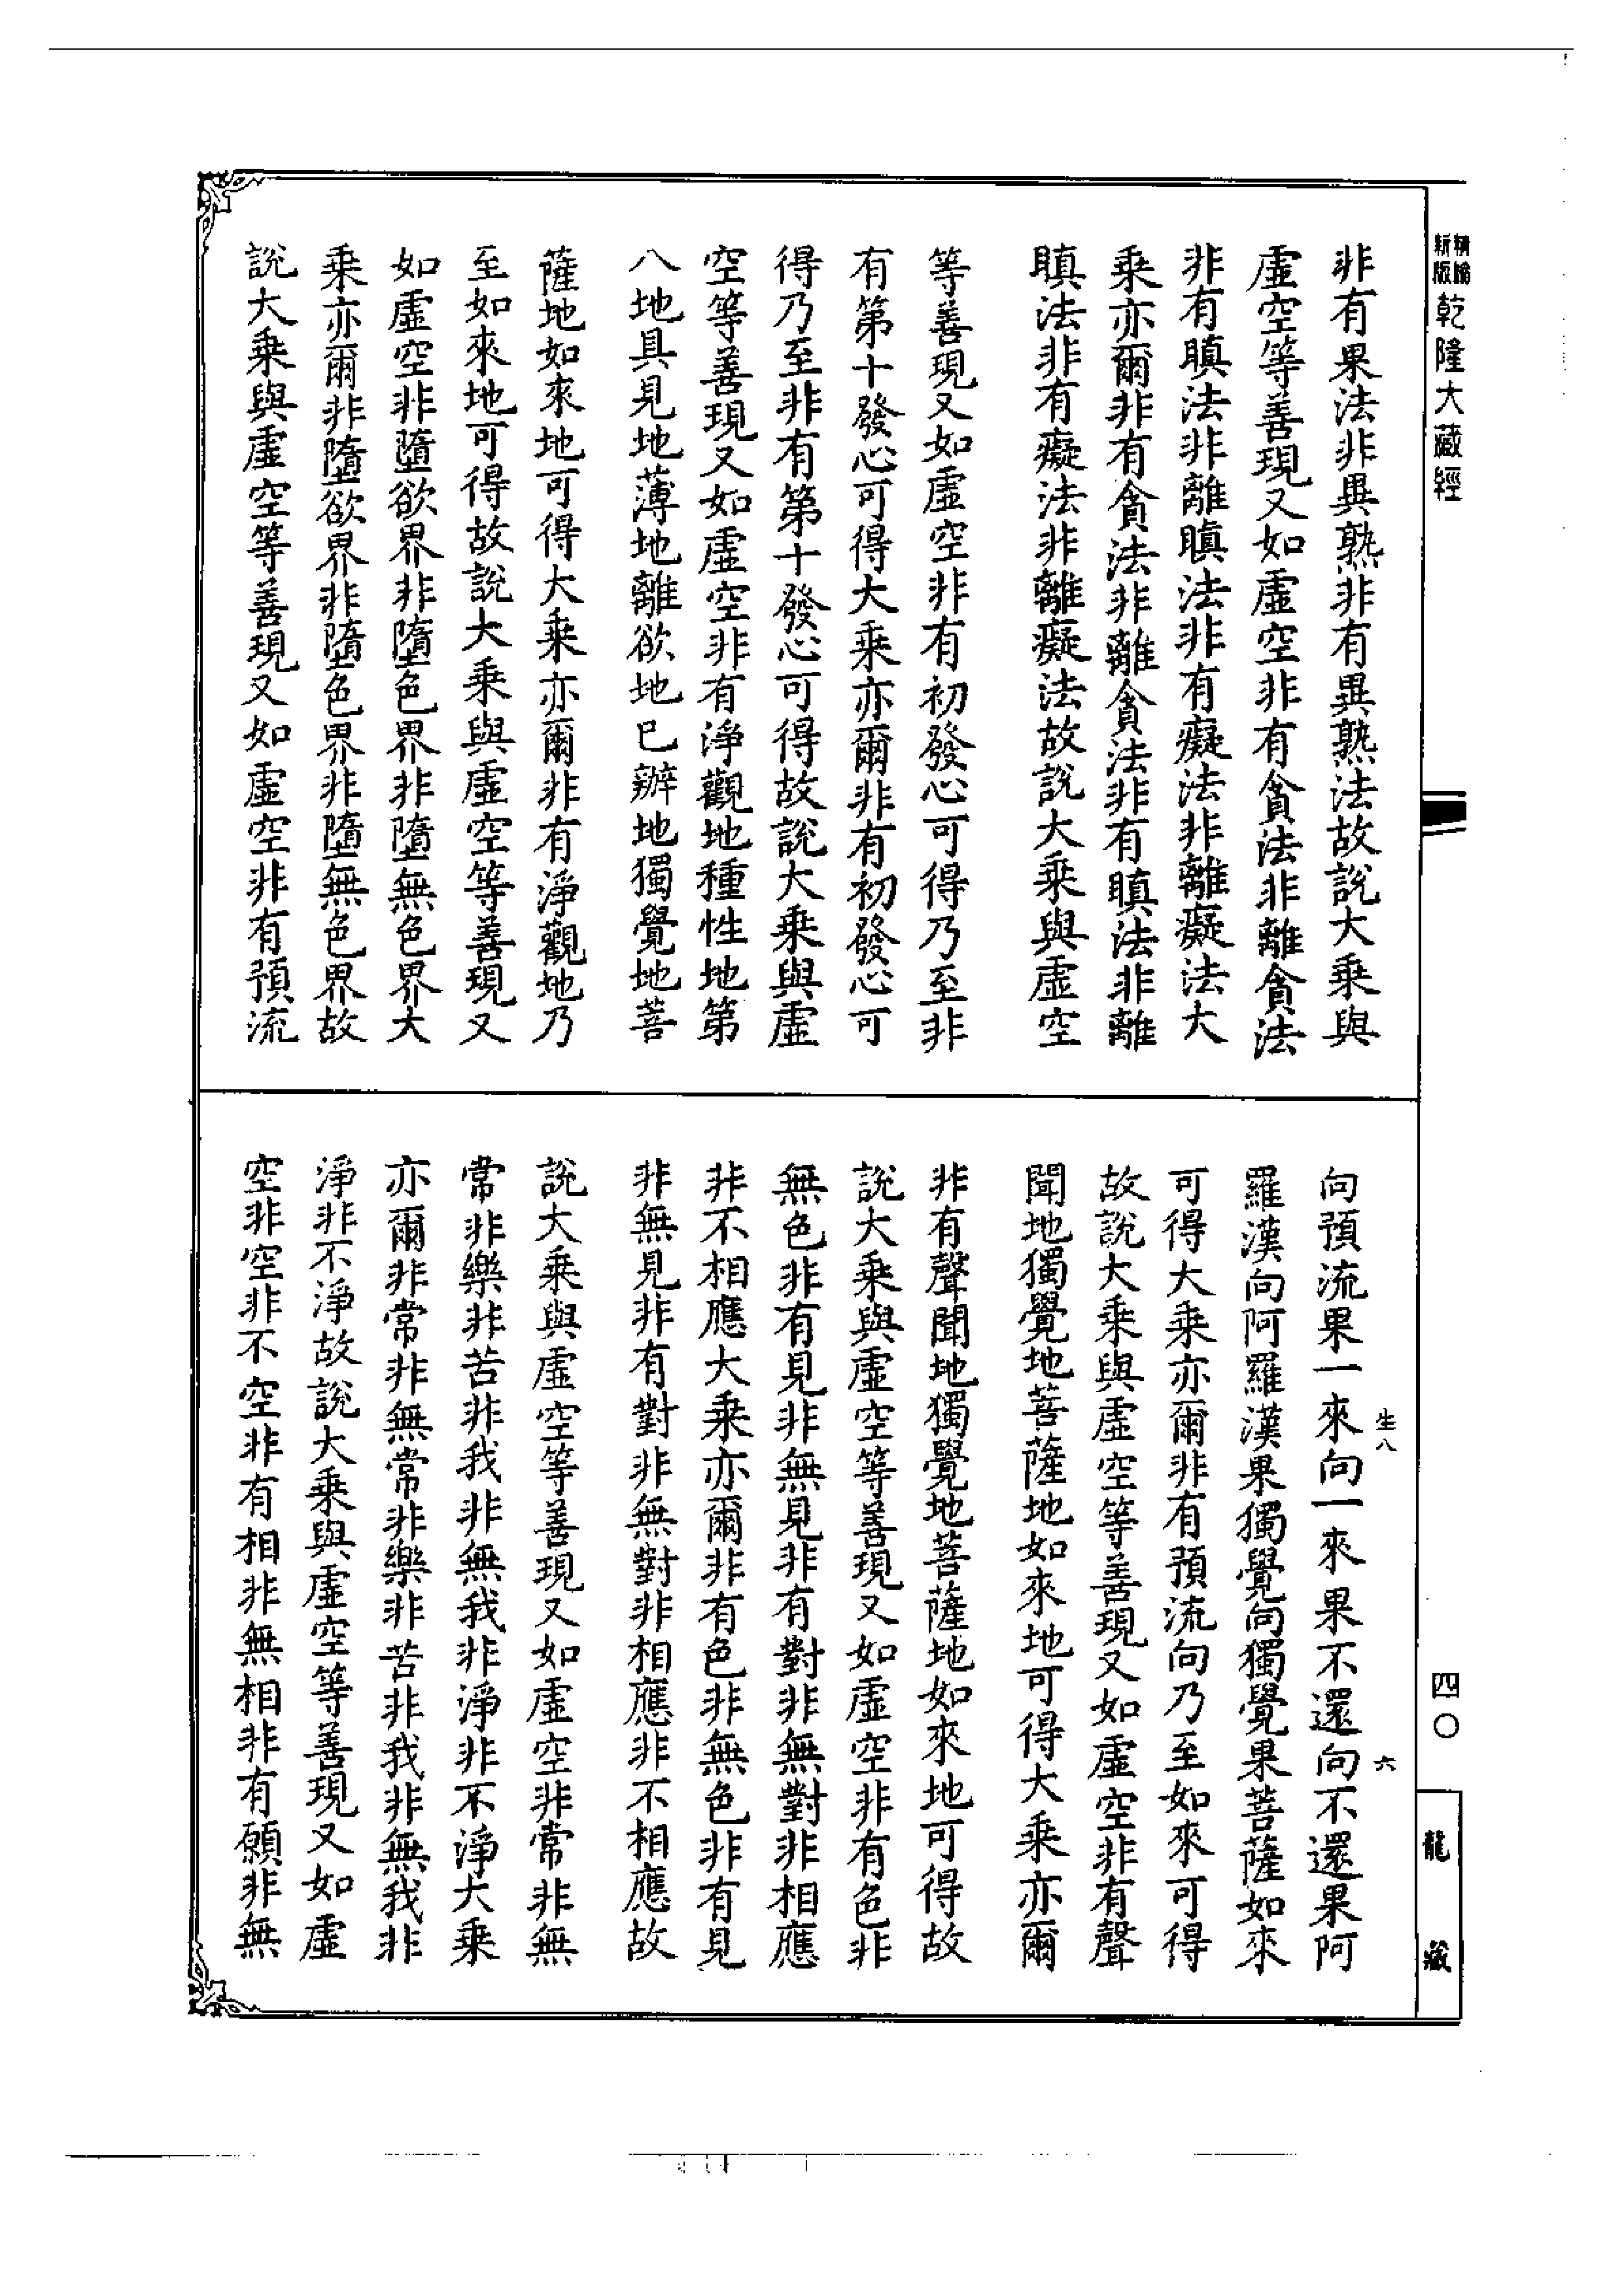 新版
精縮
乾隆大藏經
非有果法非異熟非有異熟法故說大乘與
虛空等善現又如虛空非有貪法非離貪法
非有瞋法非離瞋法非有癡法非離癡法大
乘亦爾非有貪法非離貪法非有瞋法非離
瞋法非有癡法非離癡法故說大乘與虛空
等善現又如虛空非有初發心可得乃至非
有第十發心可得大乘亦爾非有初發心可
得乃至非有第十發心可得故說大乘與虛
空等善現又如虛空非有淨觀地種性地第
八地具見地薄地離欲地已辦地獨覺地菩
薩地如來地可得大乘亦爾非有淨觀地乃
至如來地可得故說大乘與虛空等善現又
如虛空非墮欲界非墮色界非墮無色界大
乘亦爾非墮欲界非墮色界非墮無色界故
說大乘與虛空等善現又如虛空非有預流
向預流果一來向一來果不還向不還果阿
羅漢向阿羅漢果獨覺向獨覺果菩薩如來
可得大乘亦爾非有預流向乃至如來可得
故說大乘與虛空等善現又如虛空非有聲
聞地獨覺地菩薩地如來地可得大乘亦爾
非有聲聞地獨覺地菩薩地如來地可得故
說大乘與虛空等善現又如虛空非有色非
無色非有見非無見非有對非無對非相應
非不相應大乘亦爾非有色非無色非有見
非無見非有對非無對非相應非不相應故
說大乘與虛空等善現又如虛空非常非無
常非樂非苦非我非無我非淨非不淨大乘
亦爾非常非無常非樂非苦非我非無我非
淨非不淨故說大乘與虛空等善現又如虛
空非空非不空非有相非無相非有願非無
生八
六
四〇
龍藏